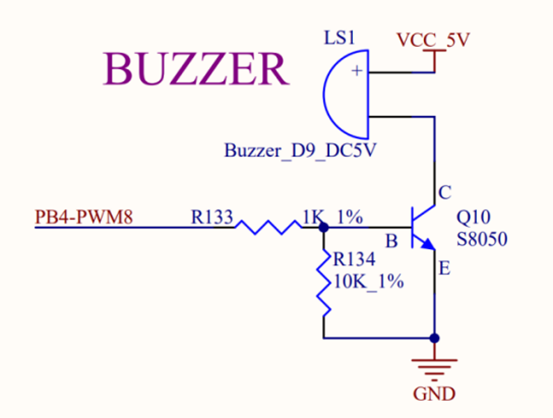 LS1
VCC_5V
BUZZER
+
Buzzer_D9_DC5V
C
PB4-PWM8
R133
1K_1%
B
Q10
S8050
R134
10K_1%
E
GND